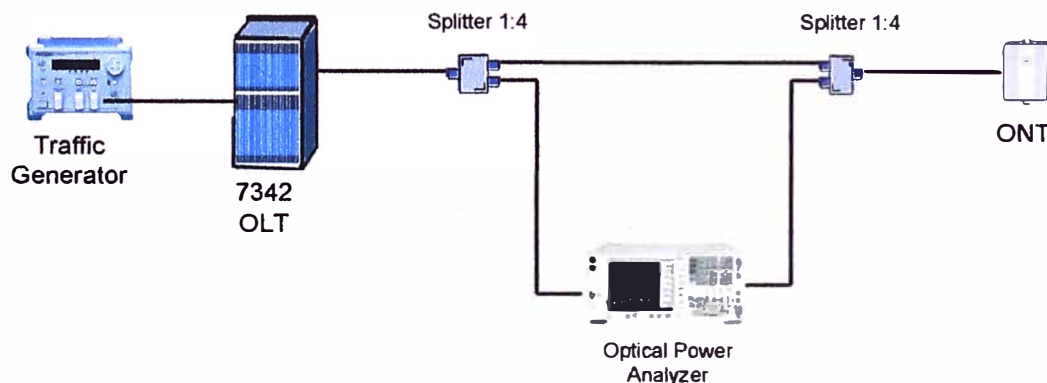 Splitter 1:4
Splitter 1:4
Traffic
Generator
7342
OLT
ONT
Optical Power
Analyzer